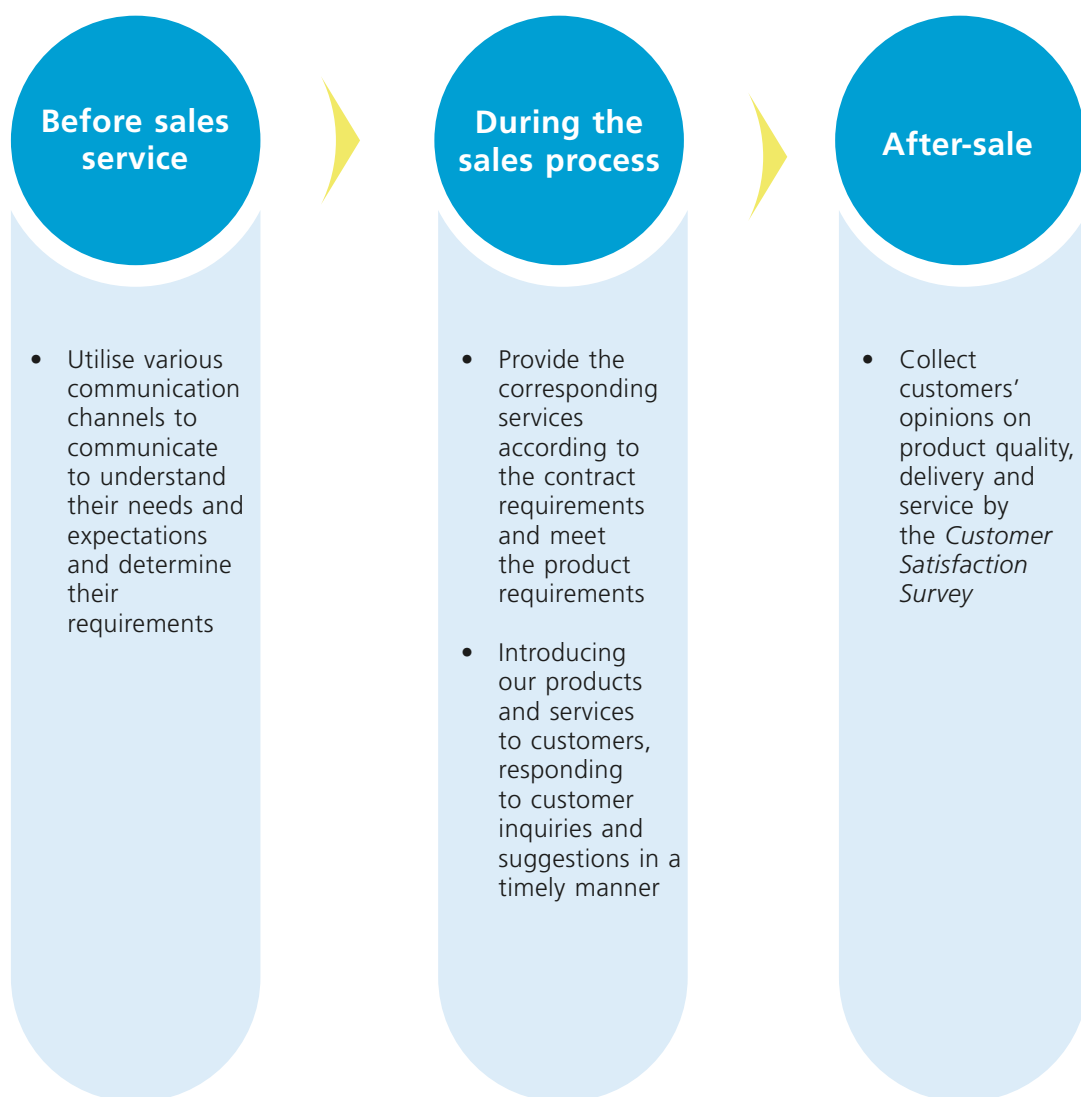 Before sales
service
• Utilise various
communication
channels to
communicate
to understand
their needs and
expectations
and determine
their
requirements
During the
sales process
• Provide the
corresponding
services
according to
the contract
requirements
and meet
the product
requirements
• Introducing
our products
and services
to customers,
responding
to customer
inquiries and
suggestions in a
timely manner
After-sale
• Collect
customers’
opinions on
product quality,
delivery and
service by
the Customer
Satisfaction
Survey